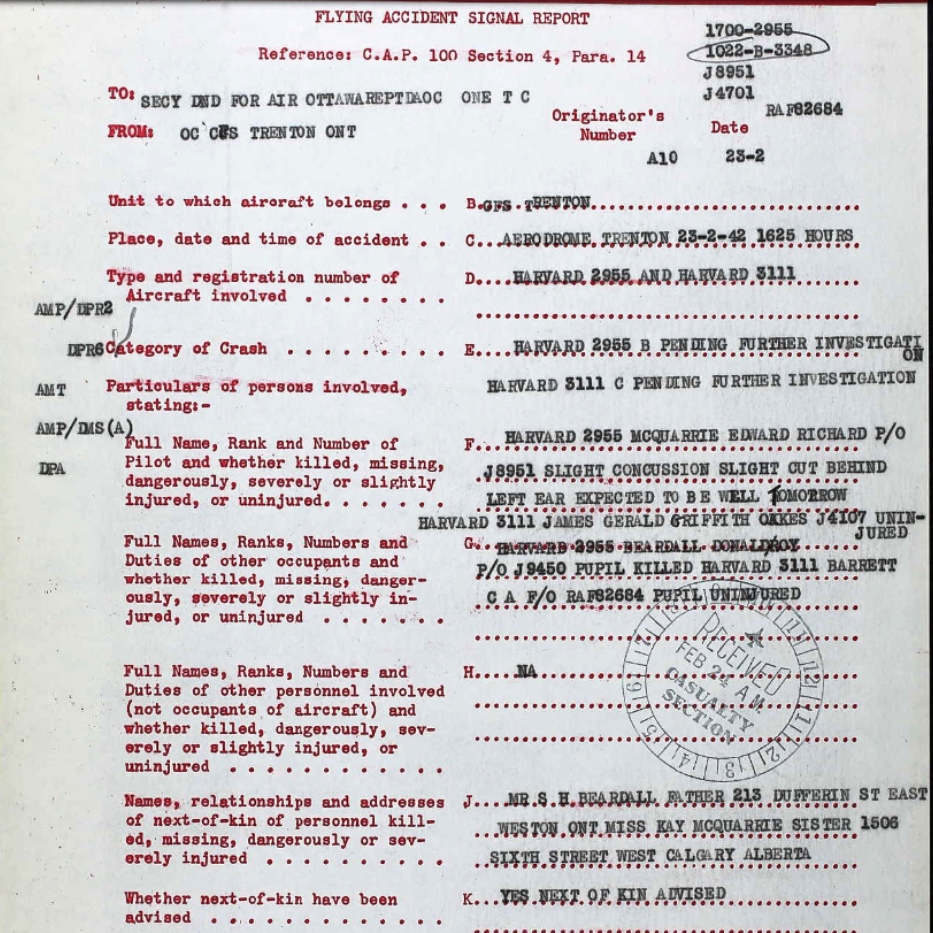 FLYING ACCIDENT SIGNAL REPORT
1700-2955
Reference: C.A.P. 100 Section 4, Para. 14
1022-B-3348
J8951
J4701
TO: SECY DND FOR AIR OTTAWAREPTDAOC ONE T C
RAF82684
FROM: OC CFS TRENTON ONT
Originator's Number
Date
A10 23-2
Unit to which aircraft belongs . . . B. GFS. TRENTON
Place, date and time of accident . . C... AERODROME TRENTON 23-2-42 1625 HOURS
Type and registration number of D... HARVARD 2955 AND HARVARD 3111
Aircraft involved . . . . . . . .
AMP/DPR2
DPR6 Category of Crash . . . . . . . . . E... HARVARD 2955 B PENDING FURTHER INVESTIGATI
ON
AMT Particulars of persons involved, HARVARD 3111 C PENDING FURTHER INVESTIGATION
stating:-
AMP/DMS(A)
Full Name, Rank and Number of F... HARVARD 2955 MCQUARRIE EDWARD RICHARD P/O
DPA Pilot and whether killed, missing, J8951 SLIGHT CONCUSSION SLIGHT CUT BEHIND
dangerously, severely or slightly
injured, or uninjured. . . . . . . LEFT EAR EXPECTED TO BE WELL TOMORROW
HARVARD 3111 JAMES GERALD GRIFFITH OAKES J4107 UNIN-
JURED
Full Names, Ranks, Numbers and G. HARVARD 2955 BEARDALL DONALD/ROY
Duties of other occupants and P/O J9450 PUPIL KILLED HARVARD 3111 BARRETT
whether killed, missing, danger-
ously, severely or slightly in- C A F/O RAF82684 PUPIL UNINJURED
jured, or uninjured . . . . . . .
RECEIVED
FEB 24 A.M.
CASUALTY
SECTION
Full Names, Ranks, Numbers and H... NA
Duties of other personnel involved
(not occupants of aircraft) and
whether killed, dangerously, sev-
erely or slightly injured, or
uninjured . . . . . . . . . . . .
Names, relationships and addresses J... MR S H BEARDALL FATHER 213 DUFFERIN ST EAST
of next-of-kin of personnel kill- WESTON ONT MISS KAY MCQUARRIE SISTER 1506
ed, missing, dangerously or sev-
erely injured . . . . . . . . . . SIXTH STREET WEST CALGARY ALBERTA
Whether next-of-kin have been K... YES NEXT OF KIN ADVISED
advised . . . . . . . . . . . . .